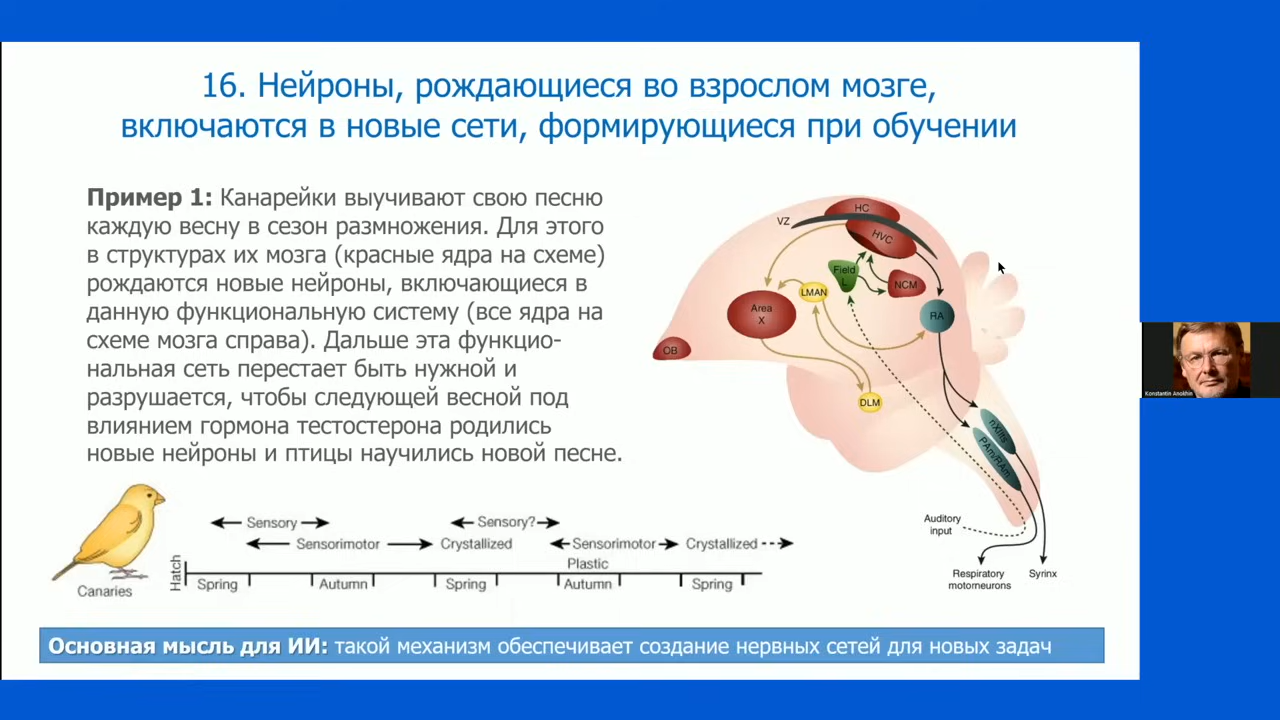 16. Нейроны, рождающиеся во взрослом мозге,
включаются в новые сети, формирующиеся при обучении
Пример 1: Канарейки выучивают свою песню
каждую весну в сезон размножения. Для этого
в структурах их мозга (красные ядра на схеме)
рождаются новые нейроны, включающиеся в
данную функциональную систему (все ядра на
схеме мозга справа). Дальше эта функцио-
нальная сеть перестает быть нужной и
разрушается, чтобы следующей весной под
влиянием гормона тестостерона родились
новые нейроны и птицы научились новой песне.
HC
VZ
HVC
Field
L
NCM
LMAN
Area
X
RA
OB
DLM
nXIIts
PAm/RAm
Auditory
input
Respiratory
motorneurons
Syrinx
Konstantin Anokhin
Sensory
Sensory?
Sensorimotor
Crystallized
Sensorimotor
Crystallized
Plastic
Hatch
Spring
Autumn
Spring
Autumn
Spring
Canaries
Основная мысль для ИИ: такой механизм обеспечивает создание нервных сетей для новых задач